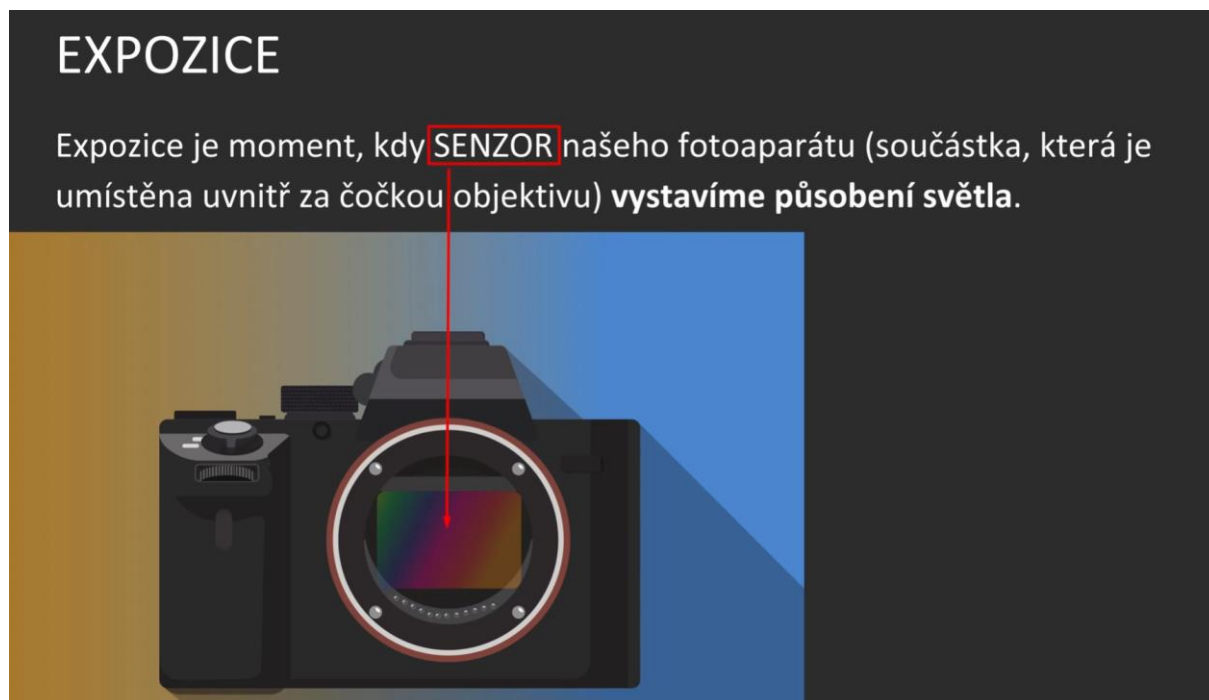 EXPOZICE
Expozice je moment, kdy SENZOR našeho fotoaparátu (součástka, která je
umístěna uvnitř za čočkou objektivu) vystavíme působení světla.